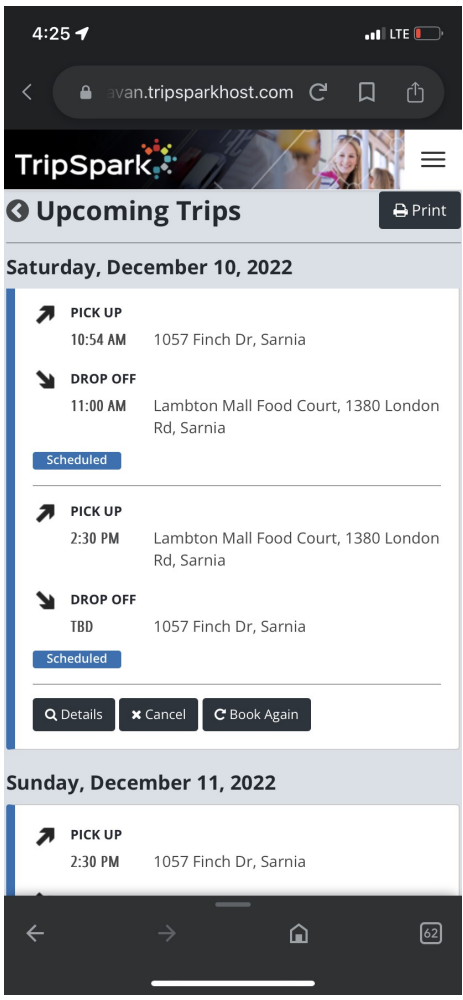 4:25
LTE
avan.tripsparkhost.com
TripSpark
Upcoming Trips
Print
Saturday, December 10, 2022
PICK UP
10:54 AM 1057 Finch Dr, Sarnia
DROP OFF
11:00 AM Lambton Mall Food Court, 1380 London
Rd, Sarnia
Scheduled
PICK UP
2:30 PM Lambton Mall Food Court, 1380 London
Rd, Sarnia
DROP OFF
TBD 1057 Finch Dr, Sarnia
Scheduled
Details Cancel Book Again
Sunday, December 11, 2022
PICK UP
2:30 PM 1057 Finch Dr, Sarnia
62